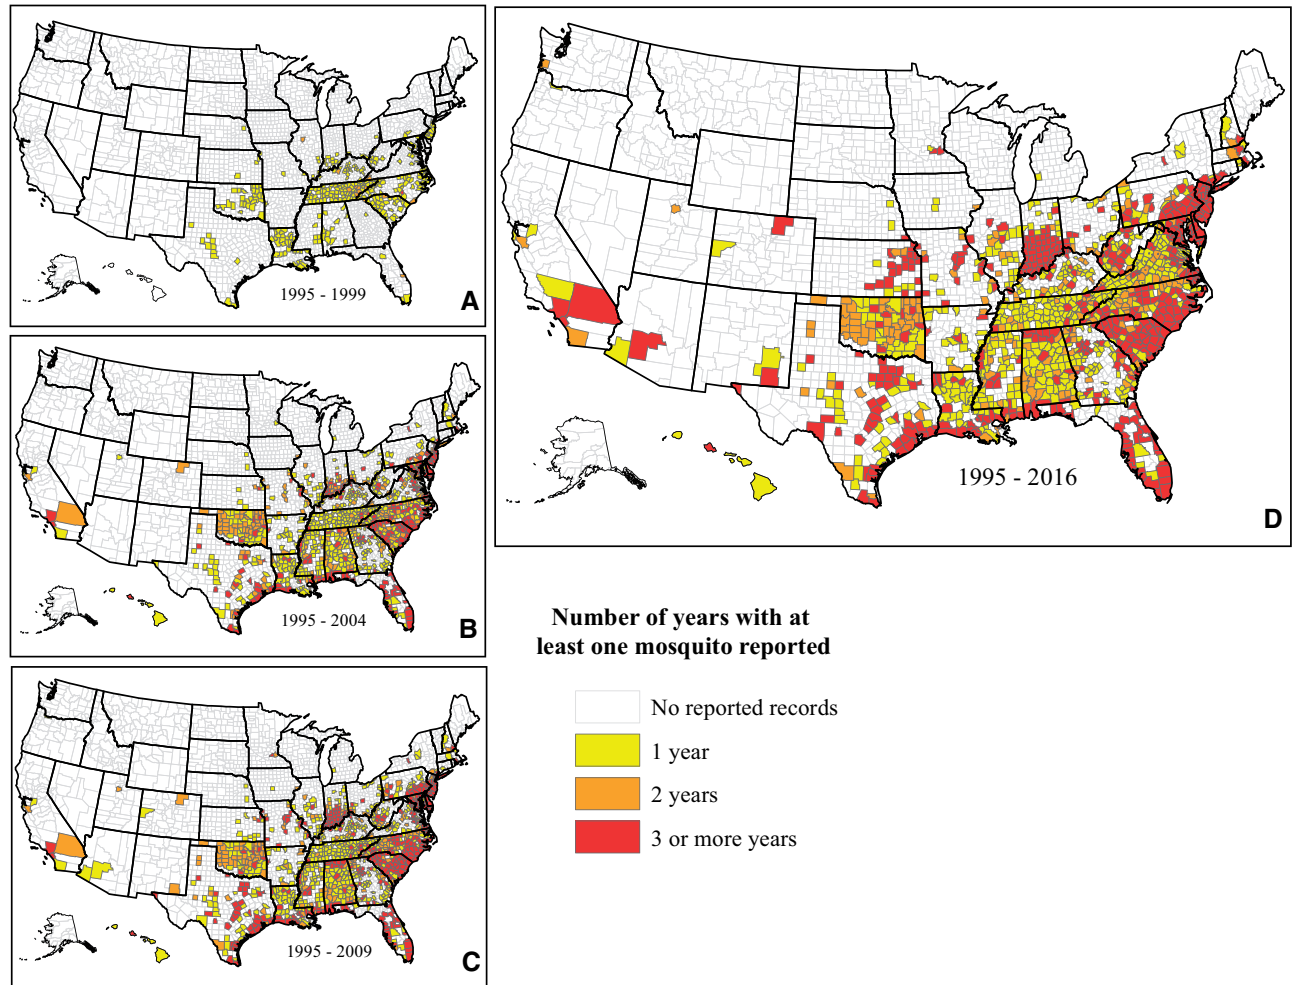 1995 - 1999
A
1995 - 2004
B
1995 - 2009
C
1995 - 2016
D
Number of years with at
least one mosquito reported
No reported records
1 year
2 years
3 or more years